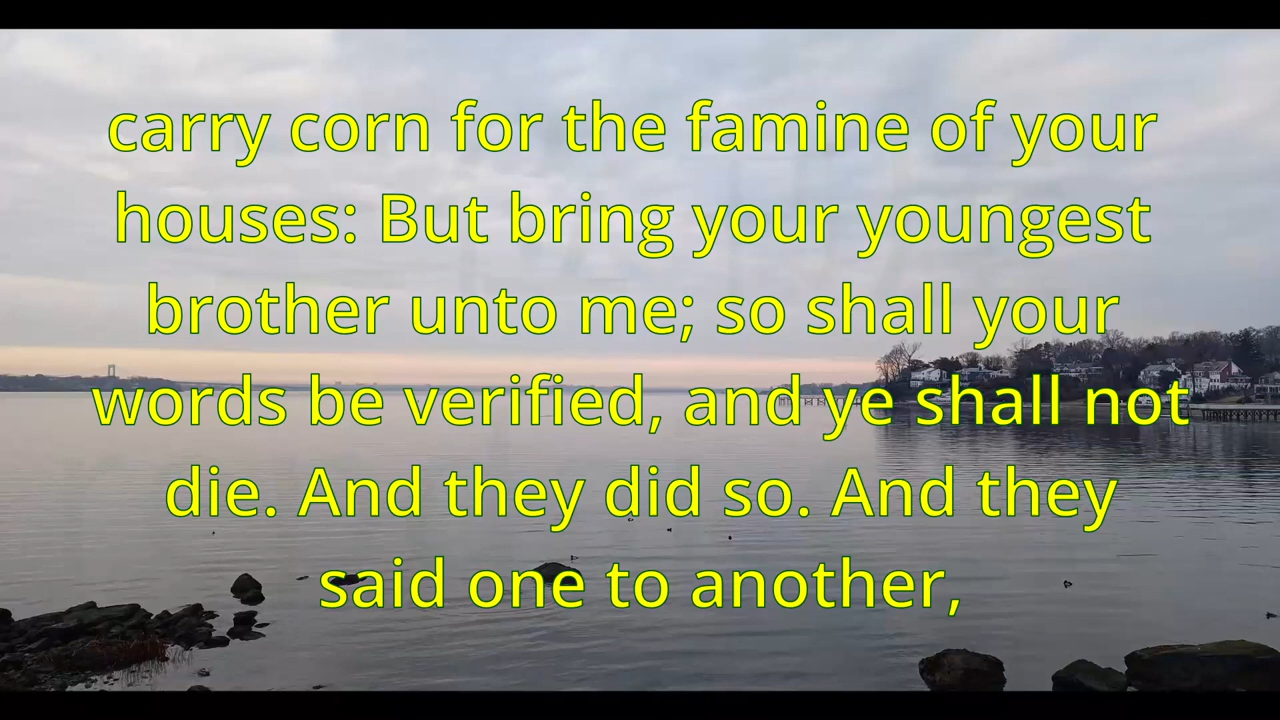 carry corn for the famine of your
houses: But bring your youngest
brother unto me; so shall your
words be verified, and ye shall not
die. And they did so. And they
said one to another,